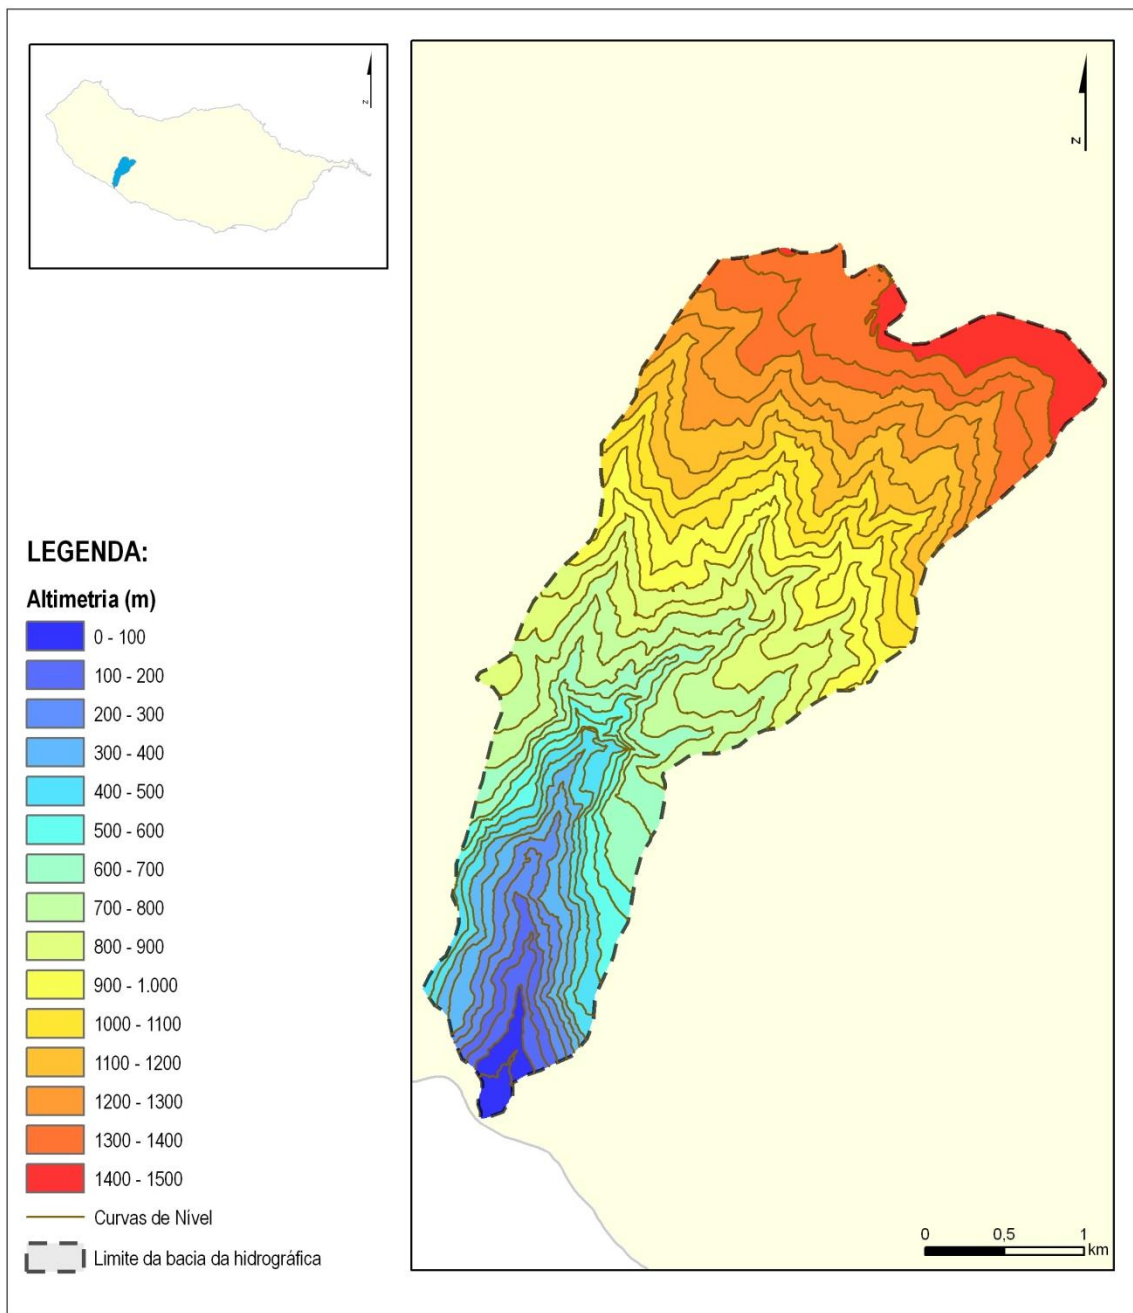 z
z
LEGENDA:
Altimetria (m)
0 - 100
100 - 200
200 - 300
300 - 400
400 - 500
500 - 600
600 - 700
700 - 800
800 - 900
900 - 1.000
1000 - 1100
1100 - 1200
1200 - 1300
1300 - 1400
1400 - 1500
Curvas de Nível
Limite da bacia da hidrográfica
0 0,5 1
km